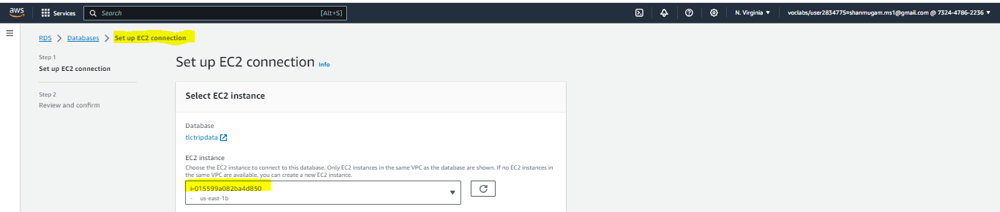 aws Services Search [Alt+S] N. Virginia voclabs/user2834775=shanmugam.ms1@gmail.com @ 7324-4786-2236
RDS > Databases > Set up EC2 connection
Step 1
Set up EC2 connection
Step 2
Review and confirm
Set up EC2 connection Info
Select EC2 instance
Database
tlctripdata
EC2 instance
Choose the EC2 instance to connect to this database. Only EC2 instances in the same VPC as the database are shown. If no EC2 instances in
the same VPC are available, you can create a new EC2 instance.
i-015599a082ba4d850
- us-east-1b